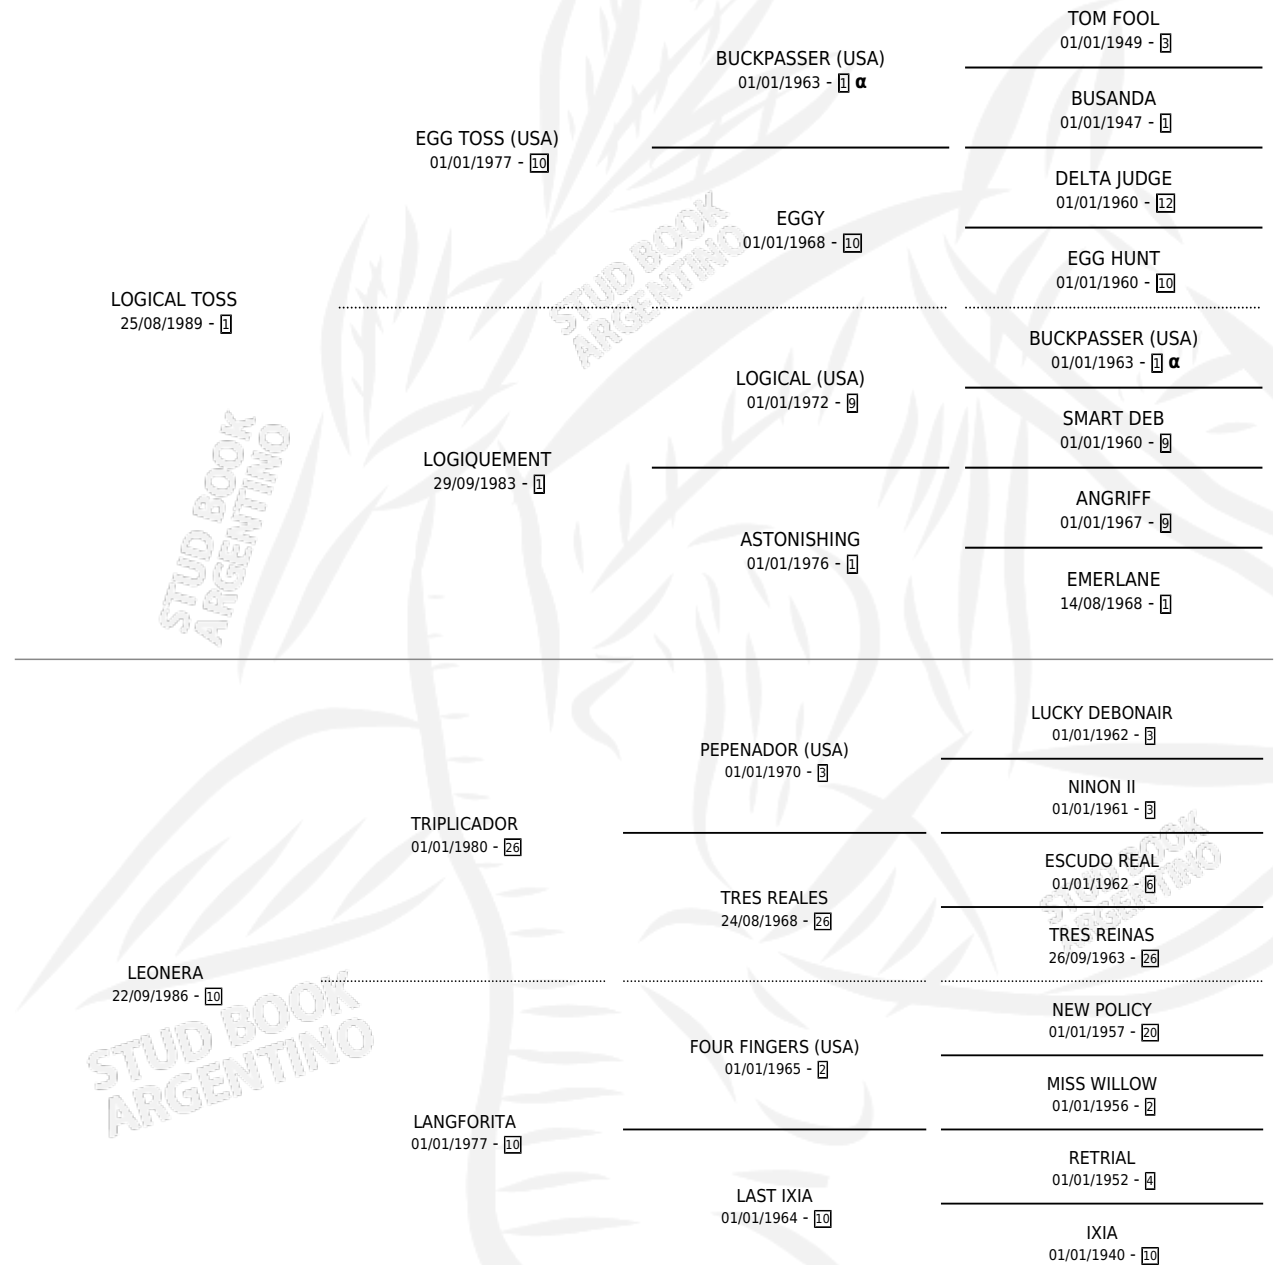 TOM FOOL
01/01/1949 - 3
BUCKPASSER (USA)
01/01/1963 - 1 α
BUSANDA
01/01/1947 - 1
EGG TOSS (USA)
01/01/1977 - 10
DELTA JUDGE
01/01/1960 - 12
EGGY
01/01/1968 - 10
EGG HUNT
01/01/1960 - 10
LOGICAL TOSS
25/08/1989 - 1
BUCKPASSER (USA)
01/01/1963 - 1 α
LOGICAL (USA)
01/01/1972 - 9
SMART DEB
01/01/1960 - 9
LOGIQUEMENT
29/09/1983 - 1
ANGRIFF
01/01/1967 - 9
ASTONISHING
01/01/1976 - 1
EMERLANE
14/08/1968 - 1
LUCKY DEBONAIR
01/01/1962 - 3
PEPENADOR (USA)
01/01/1970 - 3
NINON II
01/01/1961 - 3
TRIPLICADOR
01/01/1980 - 26
ESCUDO REAL
01/01/1962 - 6
TRES REALES
24/08/1968 - 26
TRES REINAS
26/09/1963 - 26
LEONERA
22/09/1986 - 10
NEW POLICY
01/01/1957 - 20
FOUR FINGERS (USA)
01/01/1965 - 2
MISS WILLOW
01/01/1956 - 2
LANGFORITA
01/01/1977 - 10
RETRIAL
01/01/1952 - 4
LAST IXIA
01/01/1964 - 10
IXIA
01/01/1940 - 10
STUD BOOK
ARGENTINO
STUD BOOK
ARGENTINO
STUD BOOK
ARGENTINO
STUD BOOK
ARGENTINO